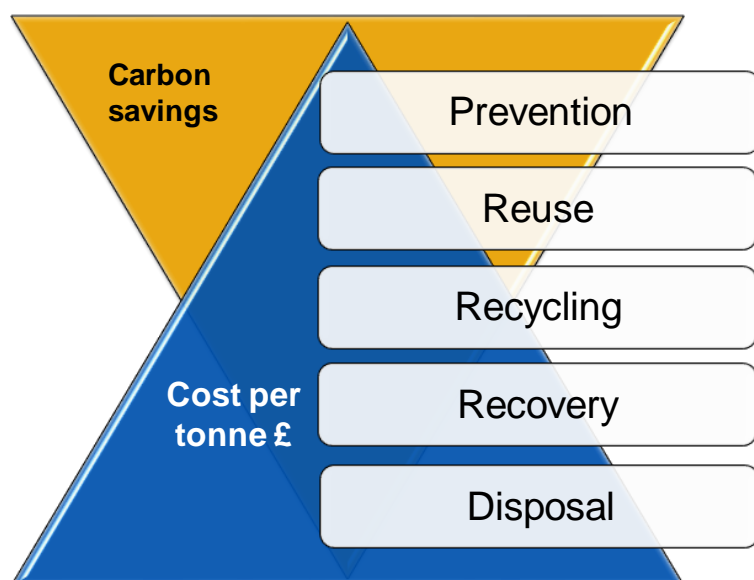 Carbon
savings
Prevention
Reuse
Recycling
Cost per
tonne £
Recovery
Disposal